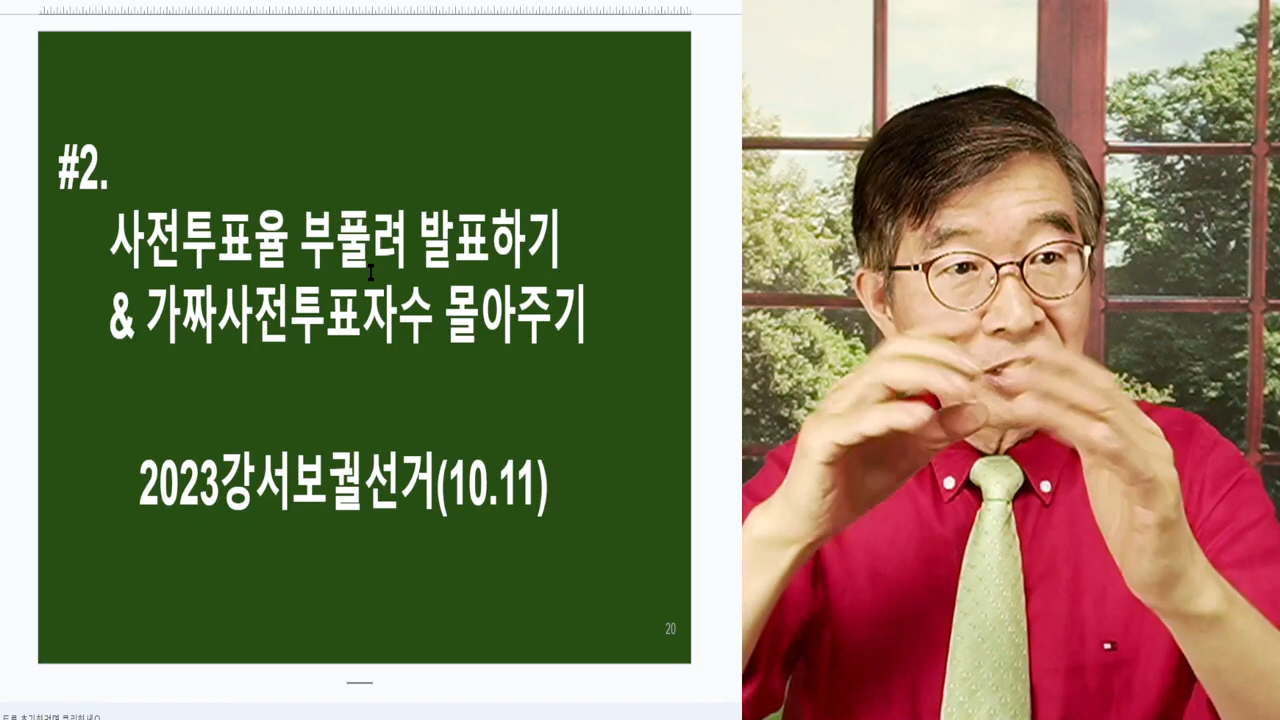 #2.
사전투표율 부풀려 발표하기
& 가짜사전투표자수 몰아주기
2023강서보궐선거(10.11)
20